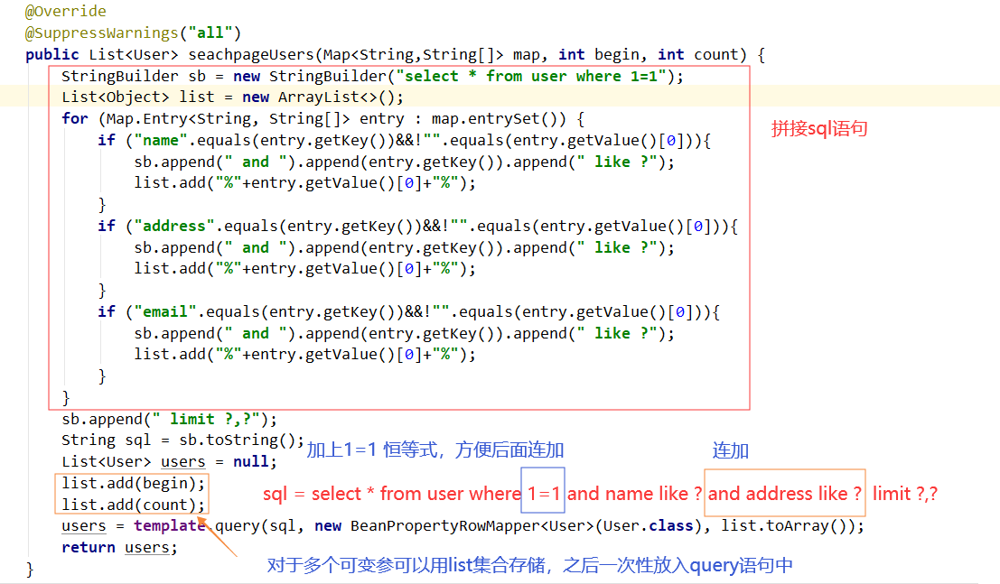 @Override
@SuppressWarnings("all")
public List<User> seachpageUsers(Map<String,String[]> map, int begin, int count) {
StringBuilder sb = new StringBuilder("select * from user where 1=1");
List<Object> list = new ArrayList<>();
for (Map.Entry<String, String[]> entry : map.entrySet()) {
拼接sql语句
if ("name".equals(entry.getKey())&&!"".equals(entry.getValue()[0])){
sb.append(" and ").append(entry.getKey()).append(" like ?");
list.add("%"+entry.getValue()[0]+"%");
}
if ("address".equals(entry.getKey())&&!"".equals(entry.getValue()[0])){
sb.append(" and ").append(entry.getKey()).append(" like ?");
list.add("%"+entry.getValue()[0]+"%");
}
if ("email".equals(entry.getKey())&&!"".equals(entry.getValue()[0])){
sb.append(" and ").append(entry.getKey()).append(" like ?");
list.add("%"+entry.getValue()[0]+"%");
}
}
sb.append(" limit ?,?");
String sql = sb.toString();
加上1=1 恒等式，方便后面连加
连加
List<User> users = null;
list.add(begin);
sql = select * from user where 1=1 and name like ? and address like ? limit ?,?
list.add(count);
users = template.query(sql, new BeanPropertyRowMapper<User>(User.class), list.toArray());
return users;
对于多个可变参可以用list集合存储，之后一次性放入query语句中
}